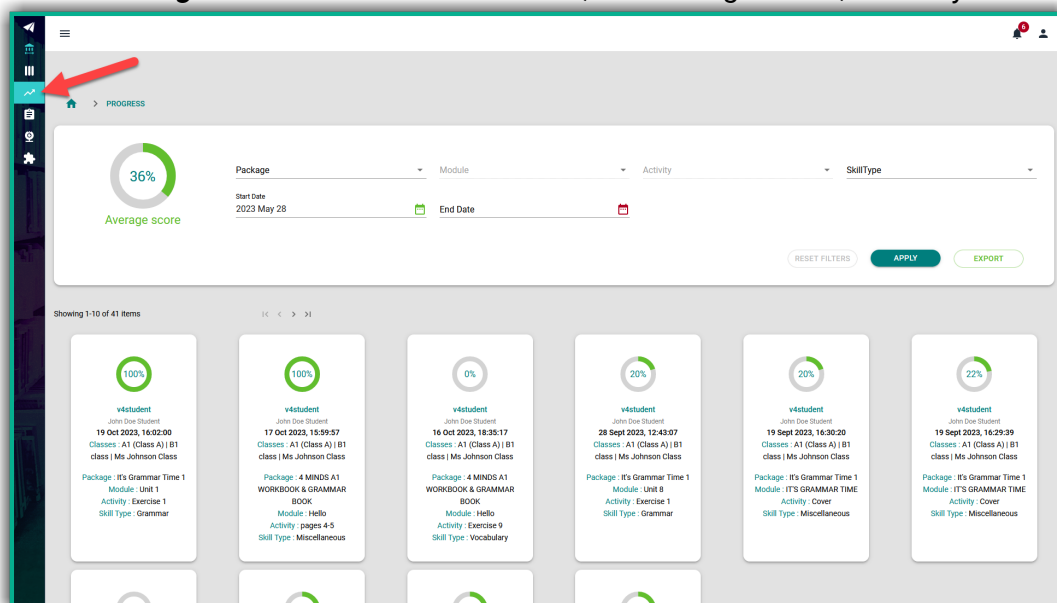 6
PROGRESS
36%
Average score
Package
Module
Activity
SkillType
Start Date
2023 May 28
End Date
RESET FILTERS
APPLY
EXPORT
Showing 1-10 of 41 items
100%
v4student
John Doe Student
19 Oct 2023, 16:02:00
Classes : A1 (Class A) | B1
class | Ms Johnson Class
Package : It's Grammar Time 1
Module : Unit 1
Activity : Exercise 1
Skill Type : Grammar
100%
v4student
John Doe Student
17 Oct 2023, 15:59:57
Classes : A1 (Class A) | B1
class | Ms Johnson Class
Package : 4 MINDS A1
WORKBOOK & GRAMMAR
BOOK
Module : Hello
Activity : pages 4-5
Skill Type : Miscellaneous
0%
v4student
John Doe Student
16 Oct 2023, 18:35:17
Classes : A1 (Class A) | B1
class | Ms Johnson Class
Package : 4 MINDS A1
WORKBOOK & GRAMMAR
BOOK
Module : Hello
Activity : Exercise 9
Skill Type : Vocabulary
20%
v4student
John Doe Student
28 Sept 2023, 12:43:07
Classes : A1 (Class A) | B1
class | Ms Johnson Class
Package : It's Grammar Time 1
Module : Unit 8
Activity : Exercise 1
Skill Type : Grammar
20%
v4student
John Doe Student
19 Sept 2023, 16:30:20
Classes : A1 (Class A) | B1
class | Ms Johnson Class
Package : It's Grammar Time 1
Module : IT'S GRAMMAR TIME
Activity : Cover
Skill Type : Miscellaneous
22%
v4student
John Doe Student
19 Sept 2023, 16:29:39
Classes : A1 (Class A) | B1
class | Ms Johnson Class
Package : It's Grammar Time 1
Module : IT'S GRAMMAR TIME
Activity : Cover
Skill Type : Miscellaneous